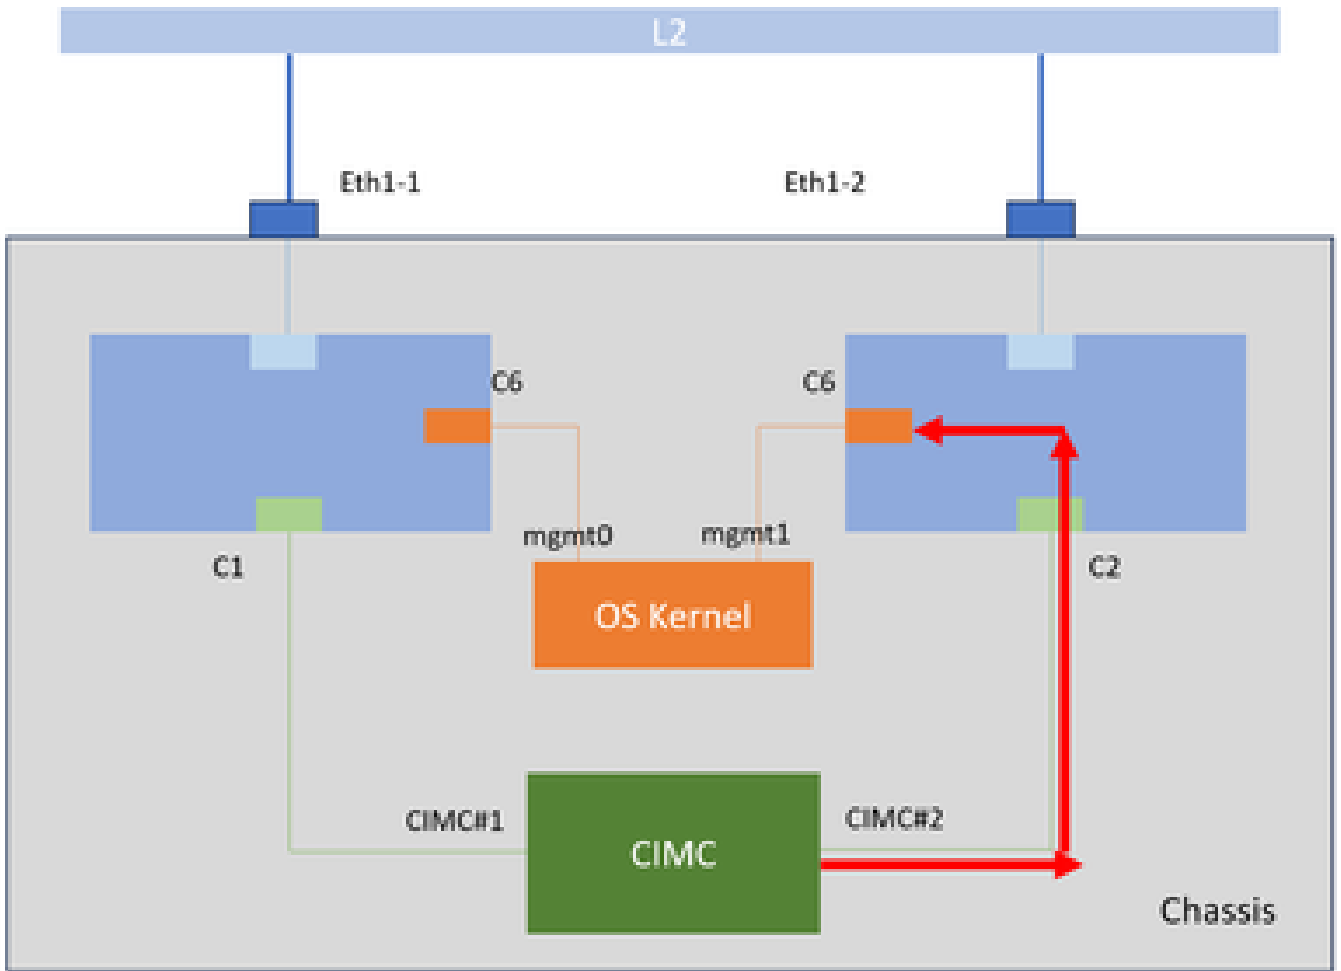 L2
Eth1-1
Eth1-2
C6
C6
mgmt0
mgmt1
C1
C2
OS Kernel
CIMC#1
CIMC#2
CIMC
Chassis